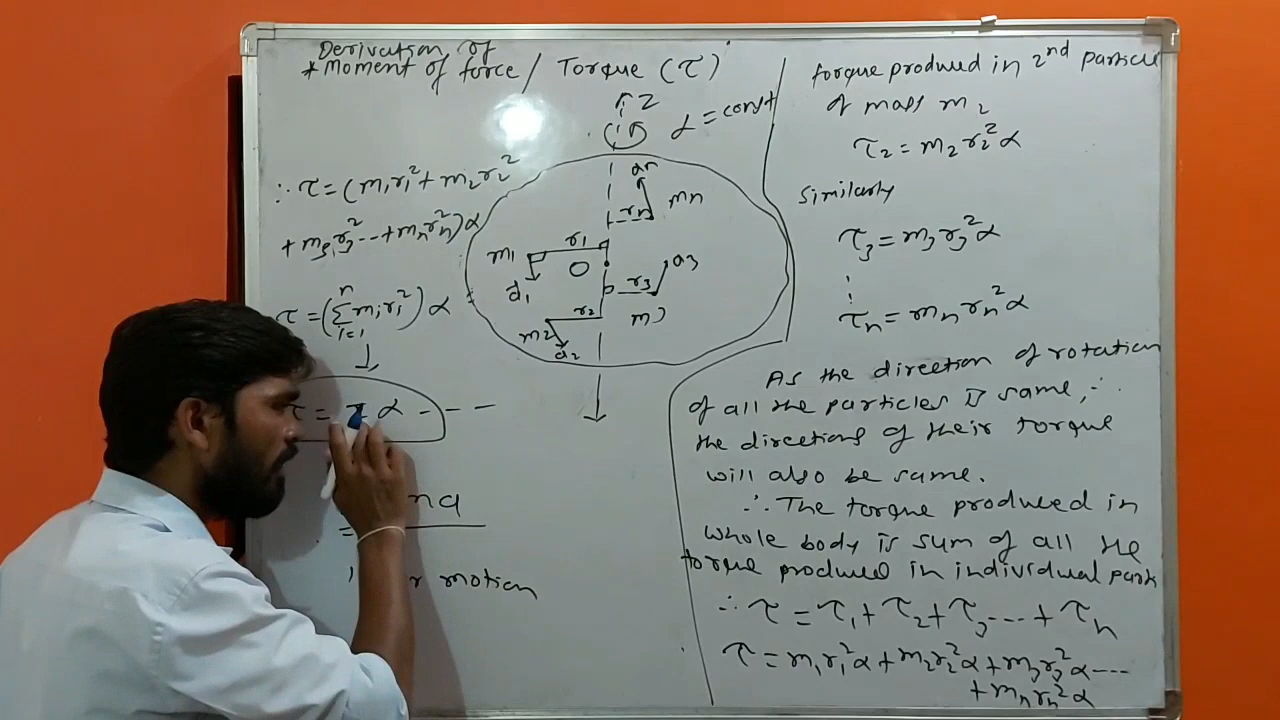 Derivation of
* Moment of force / Torque (τ)
z
α = const
∴ τ = (m₁r₁² + m₂r₂²
+ m₃r₃² --- + mₙrₙ²)α
τ = (∑ᵢ₌₁ⁿ mᵢrᵢ²) α =
↓
τ = I α - - -
= 
r motion
aₙ
rₙ mₙ
m₁ r₁
O
a₁
r₃ a₃
m₃
r₂
m₂
a₂
torque produced in 2nd particle
of mass m₂
τ₂ = m₂r₂²α
Similarly
τ₃ = m₃r₃²α
⋮
τₙ = mₙrₙ²α
As the direction of rotation
of all the particles is same, ∴
the directions of their torque
will also be same.
∴ The torque produced in
whole body is sum of all the
torque produced in individual part
∴ τ = τ₁ + τ₂ + τ₃ --- + τₙ
τ = m₁r₁²α + m₂r₂²α + m₃r₃²α ----
+ mₙrₙ²α